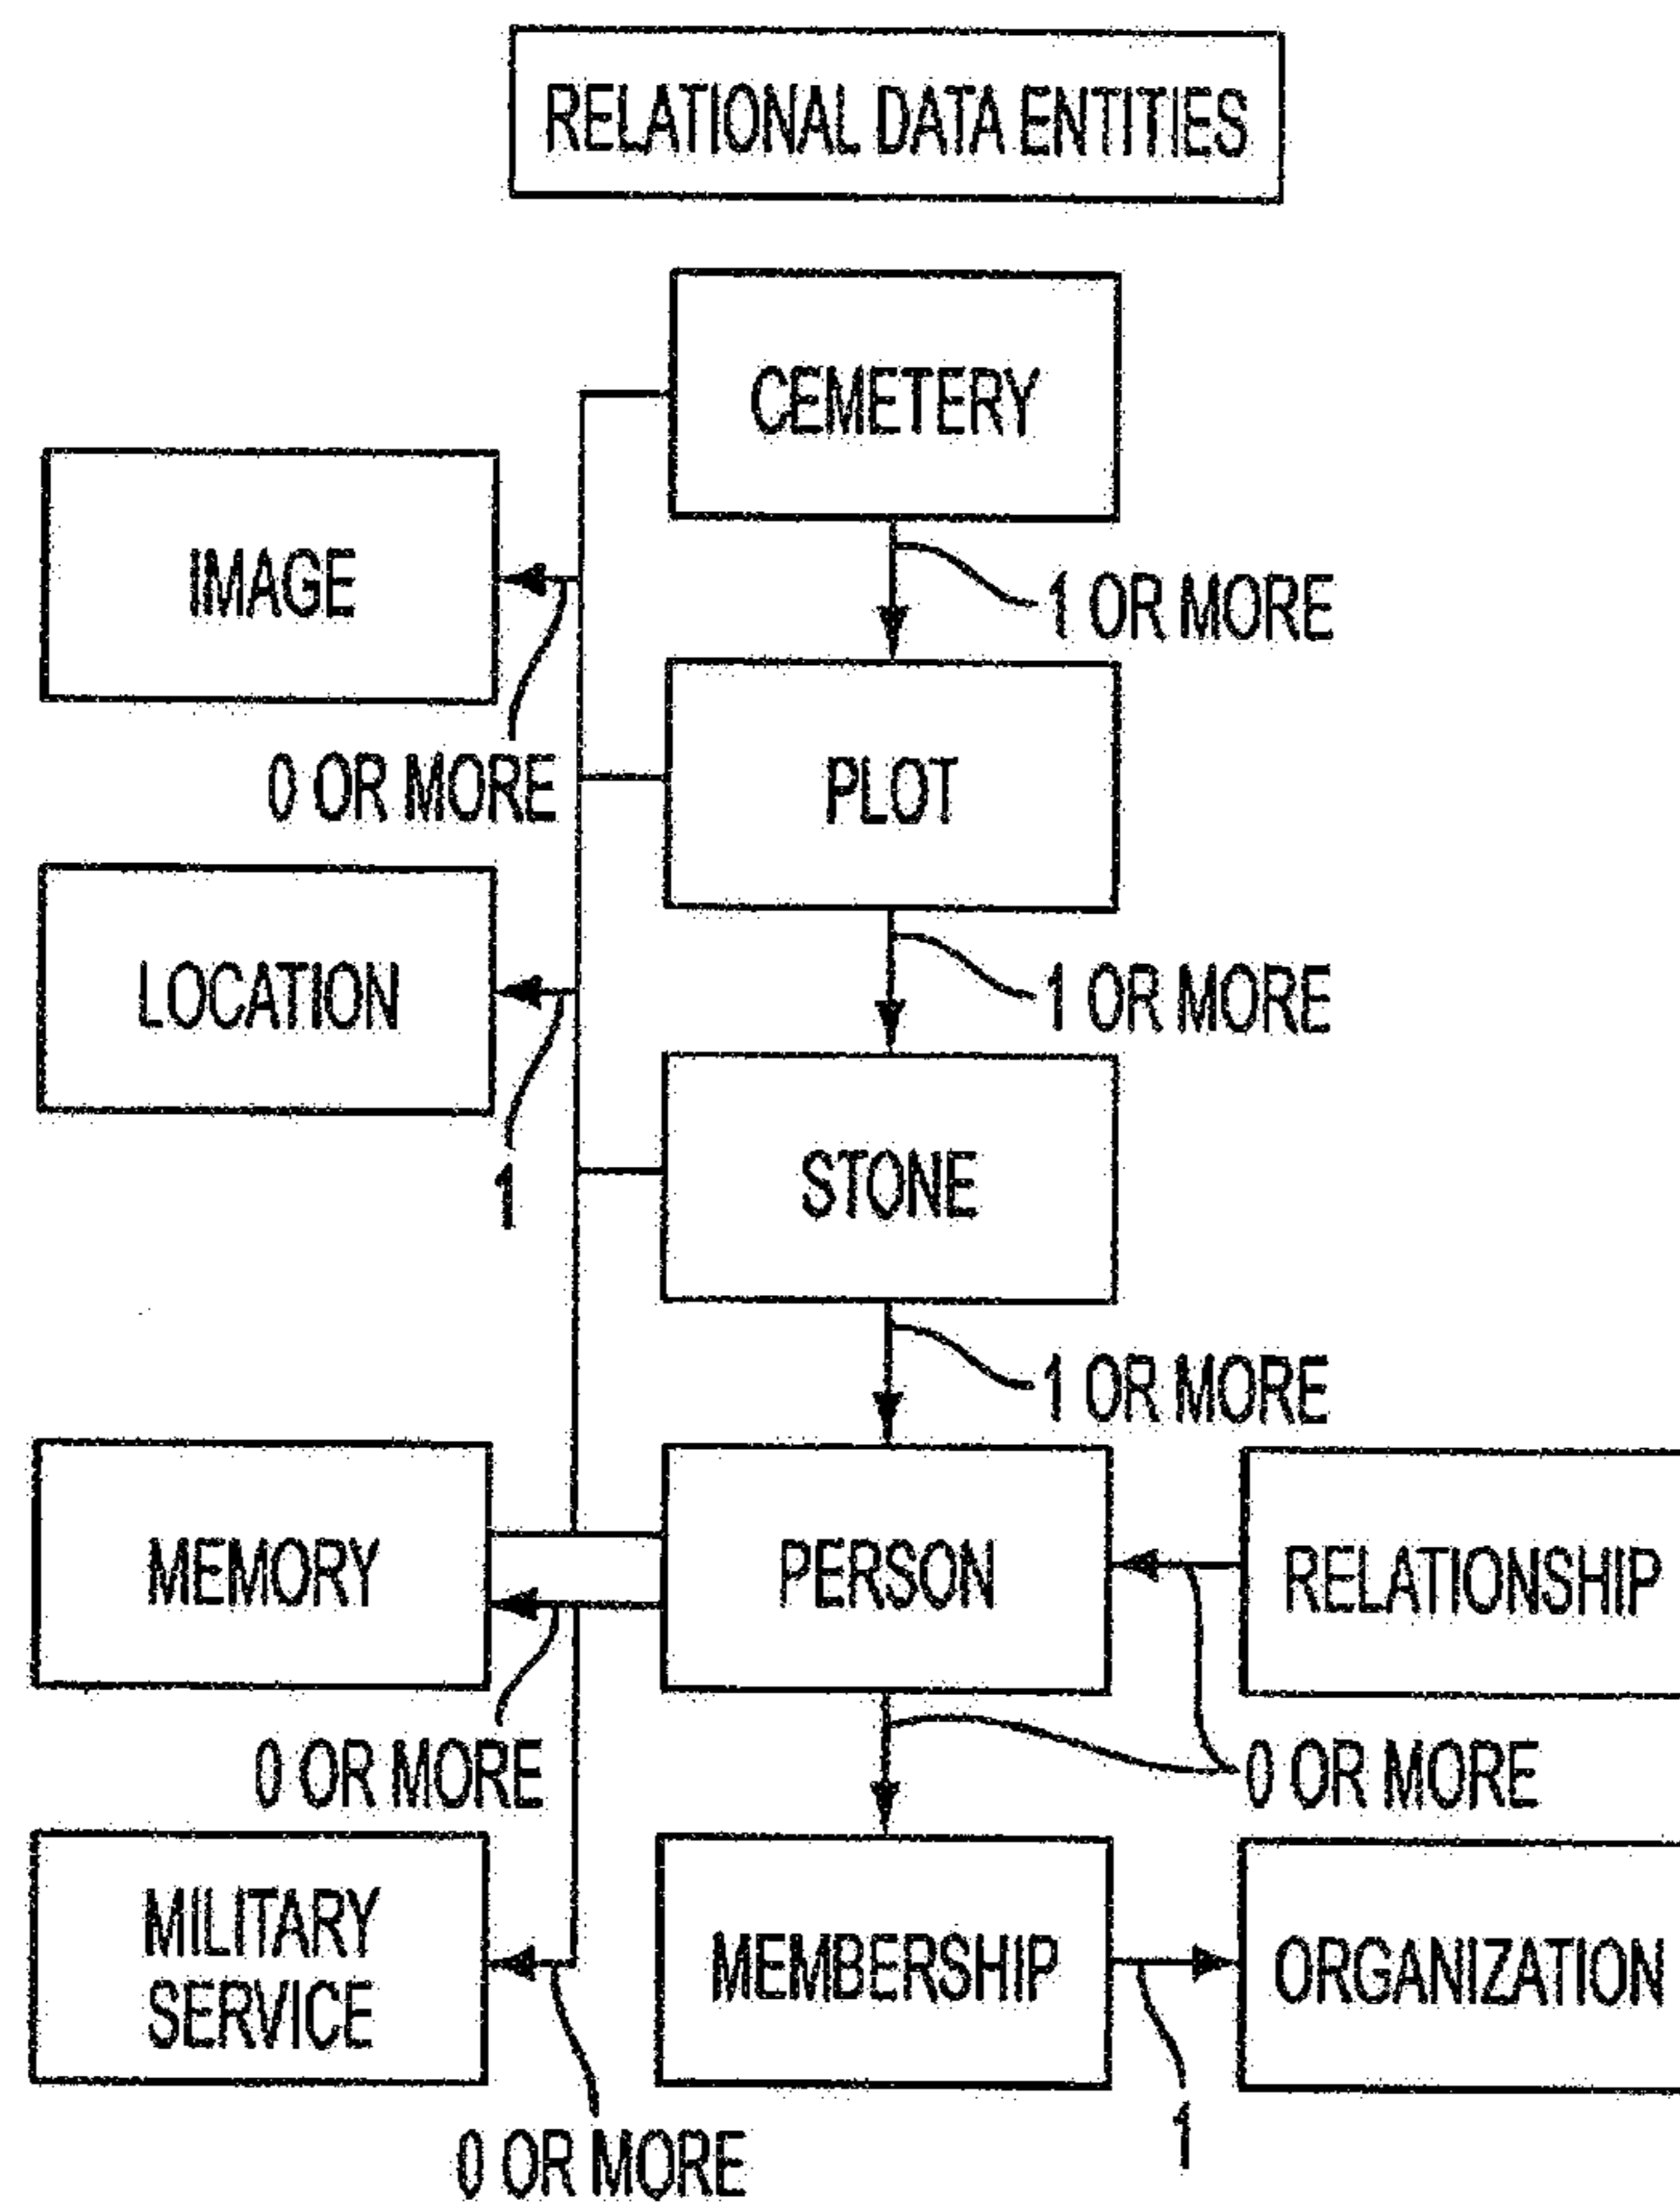 RELATIONAL DATA ENTITIES
CEMETERY
IMAGE
1 OR MORE
0 OR MORE
PLOT
LOCATION
1 OR MORE
1
STONE
1 OR MORE
MEMORY
PERSON
RELATIONSHIP
0 OR MORE
0 OR MORE
MILITARY
SERVICE
MEMBERSHIP
ORGANIZATION
0 OR MORE
1